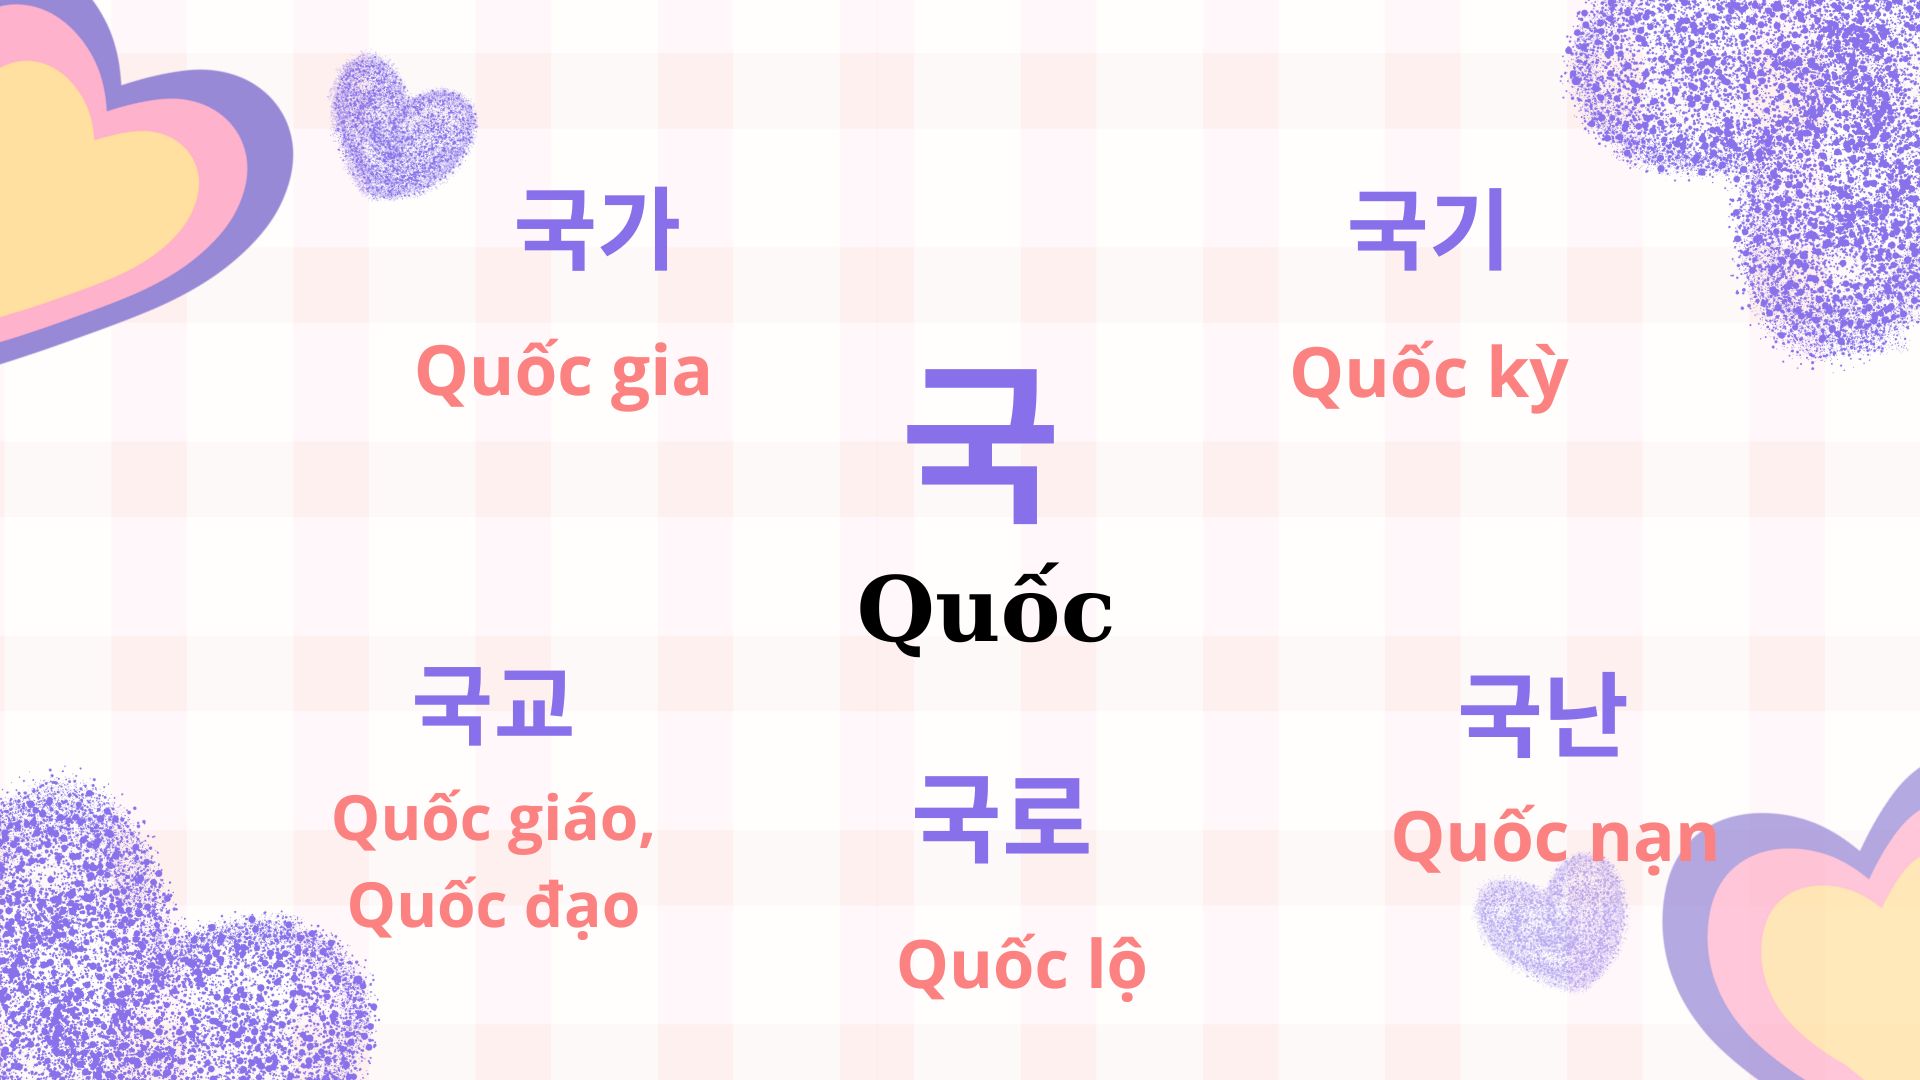 국가
Quốc gia
국기
Quốc kỳ
국
Quốc
국교
Quốc giáo,
Quốc đạo
국로
Quốc lộ
국난
Quốc nạn